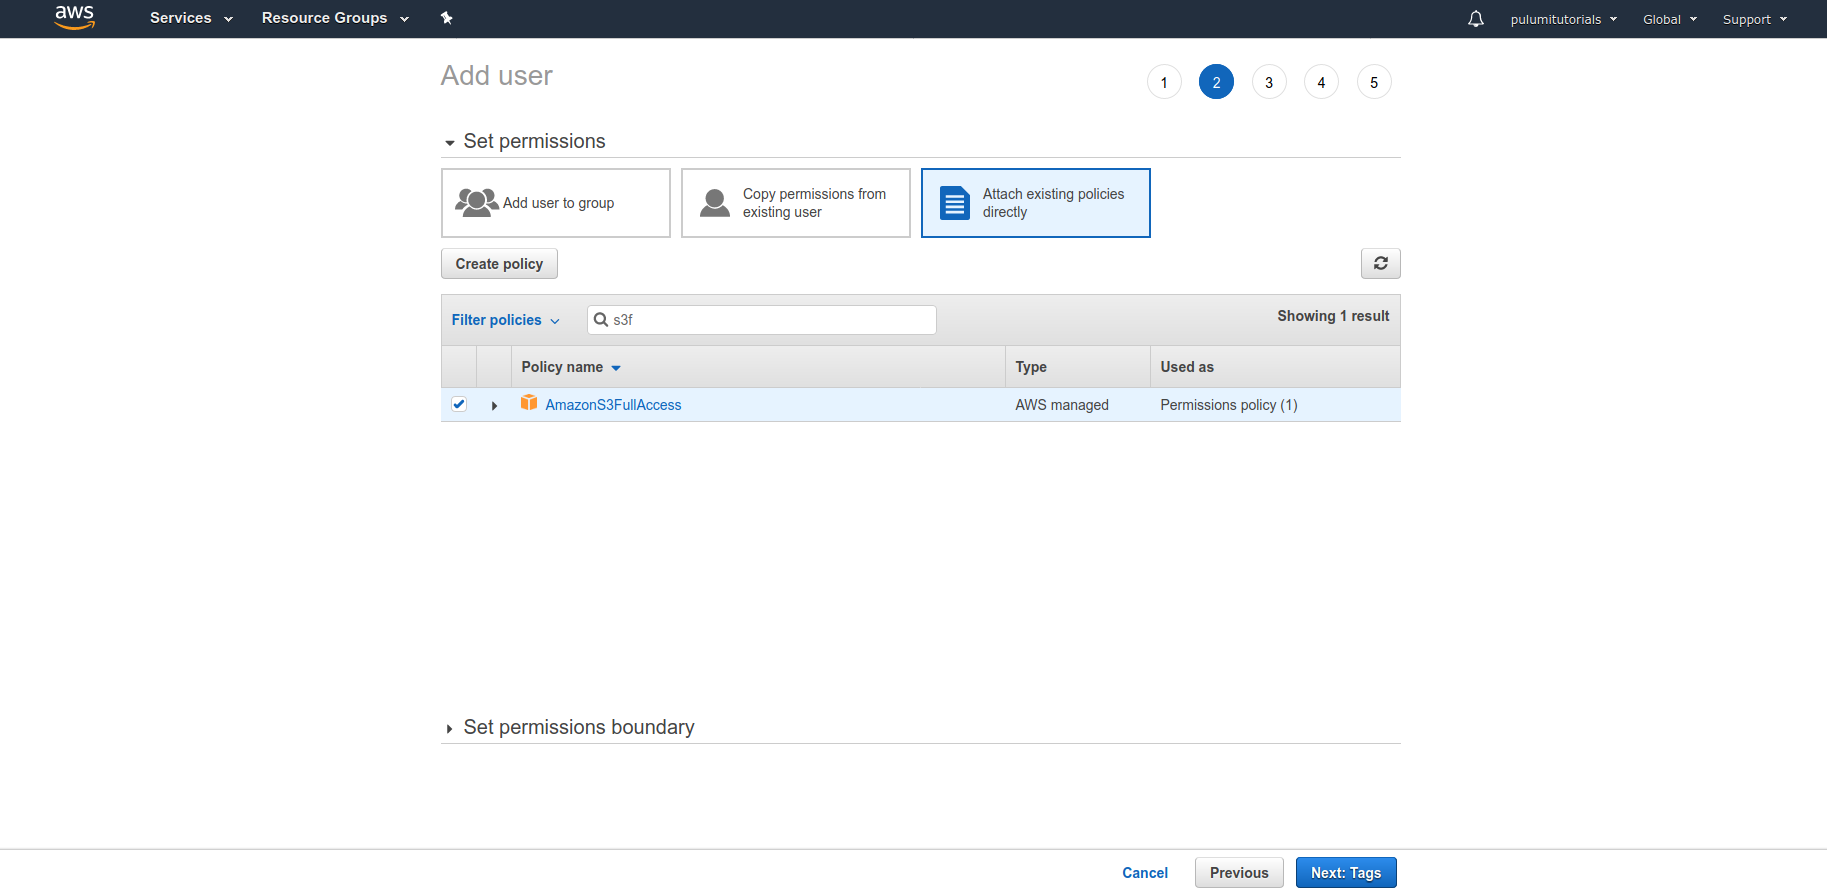 aws Services Resource Groups pulumitutorials Global Support
Add user 1 2 3 4 5
Set permissions
Add user to group
Copy permissions from
existing user
Attach existing policies
directly
Create policy
Filter policies s3f Showing 1 result
Policy name Type Used as
AmazonS3FullAccess AWS managed Permissions policy (1)
Set permissions boundary
Cancel Previous Next: Tags